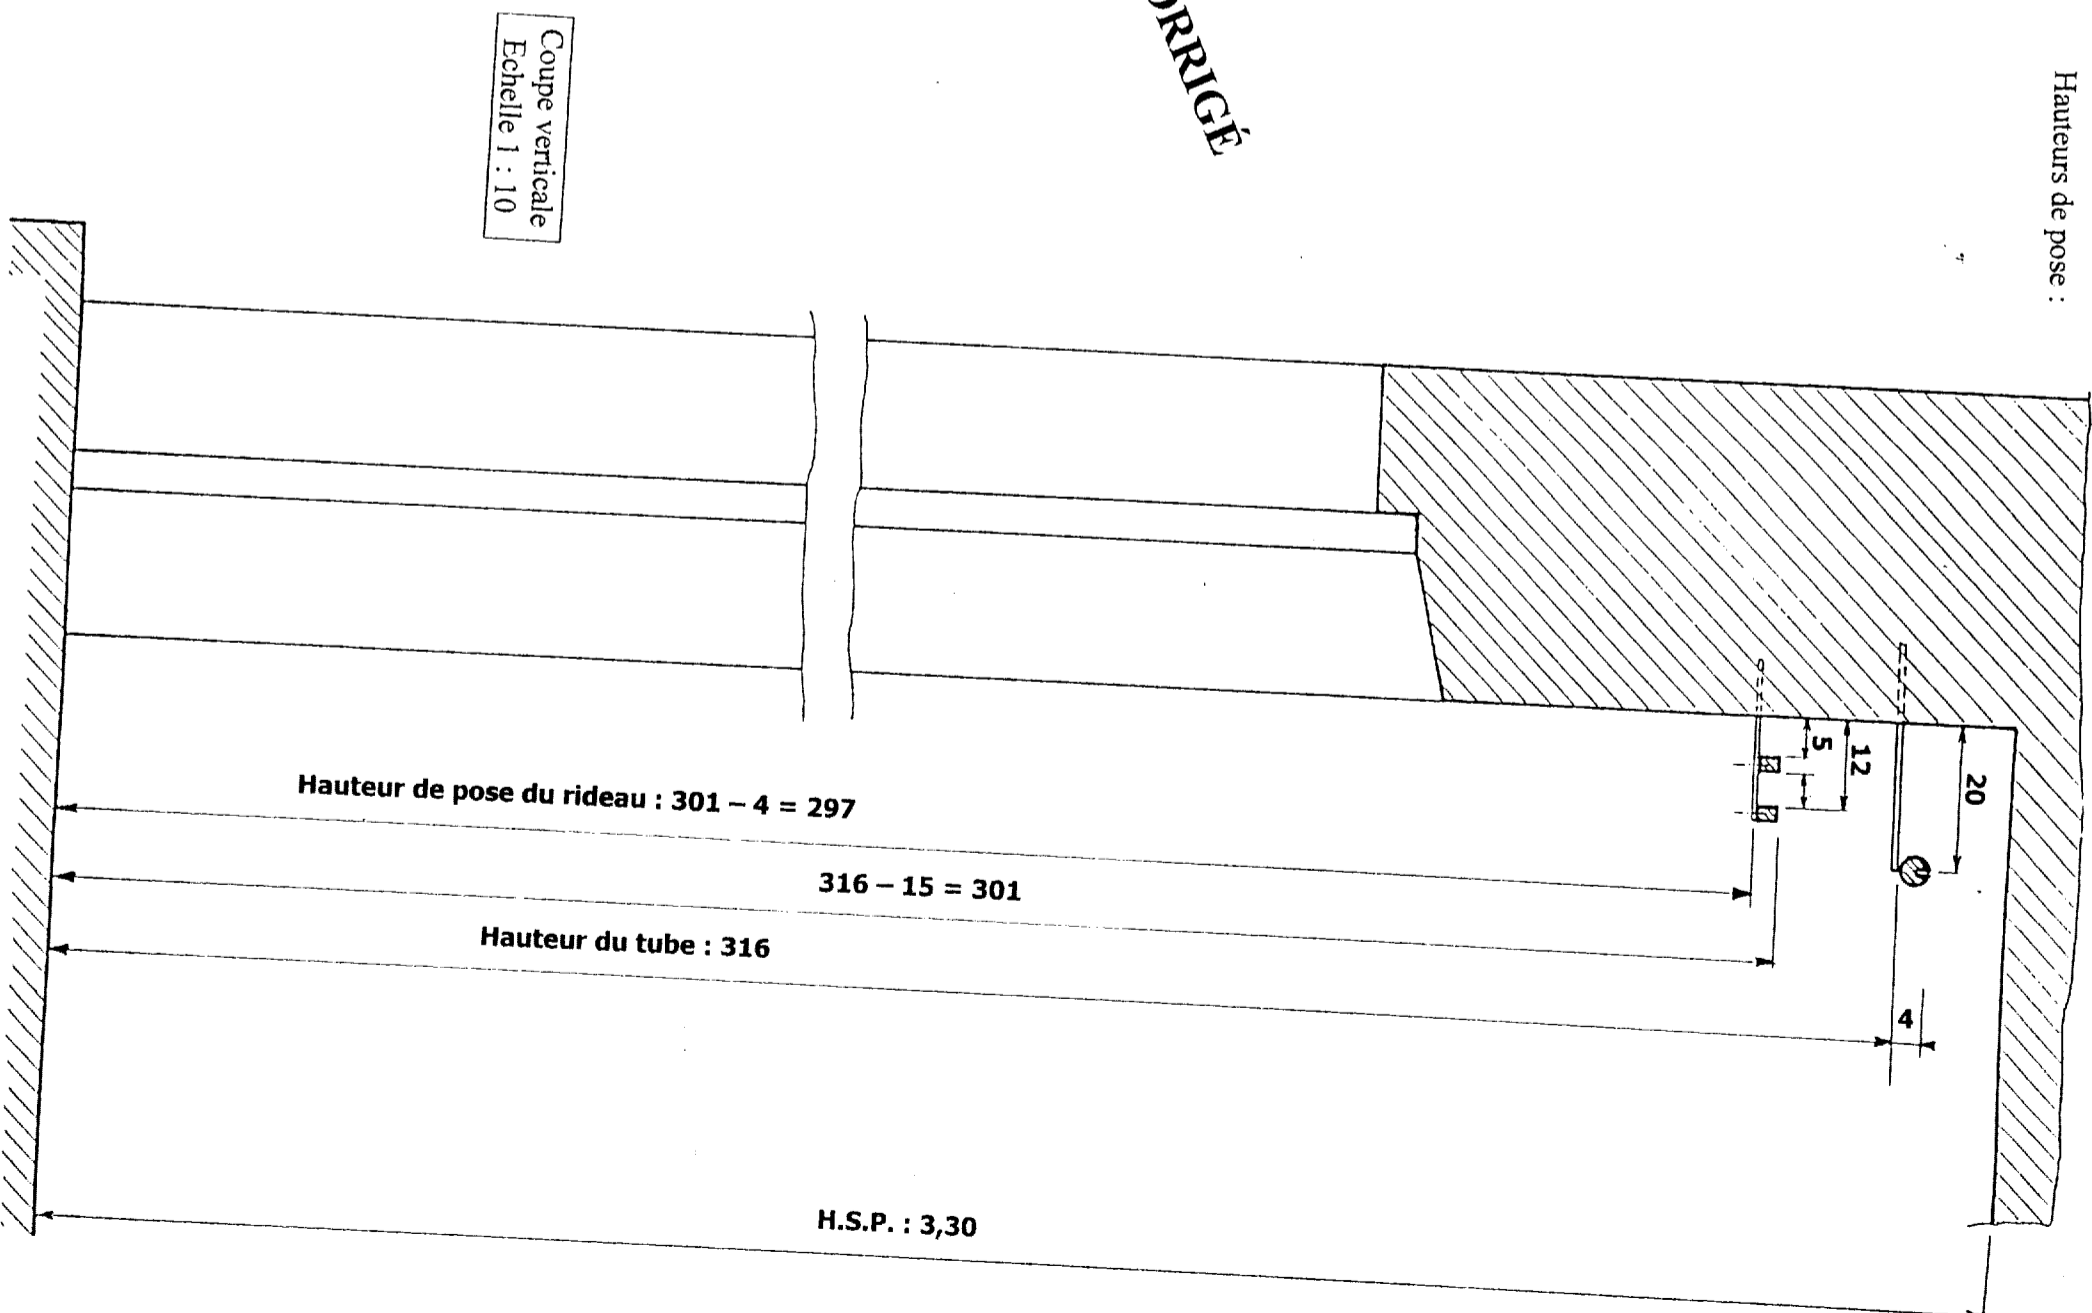 Hauteurs de pose :
ORRIGÉ
Coupe verticale
Echelle 1 : 10
5
12
20
Hauteur de pose du rideau : 301 – 4 = 297
316 – 15 = 301
Hauteur du tube : 316
4
H.S.P. : 3,30